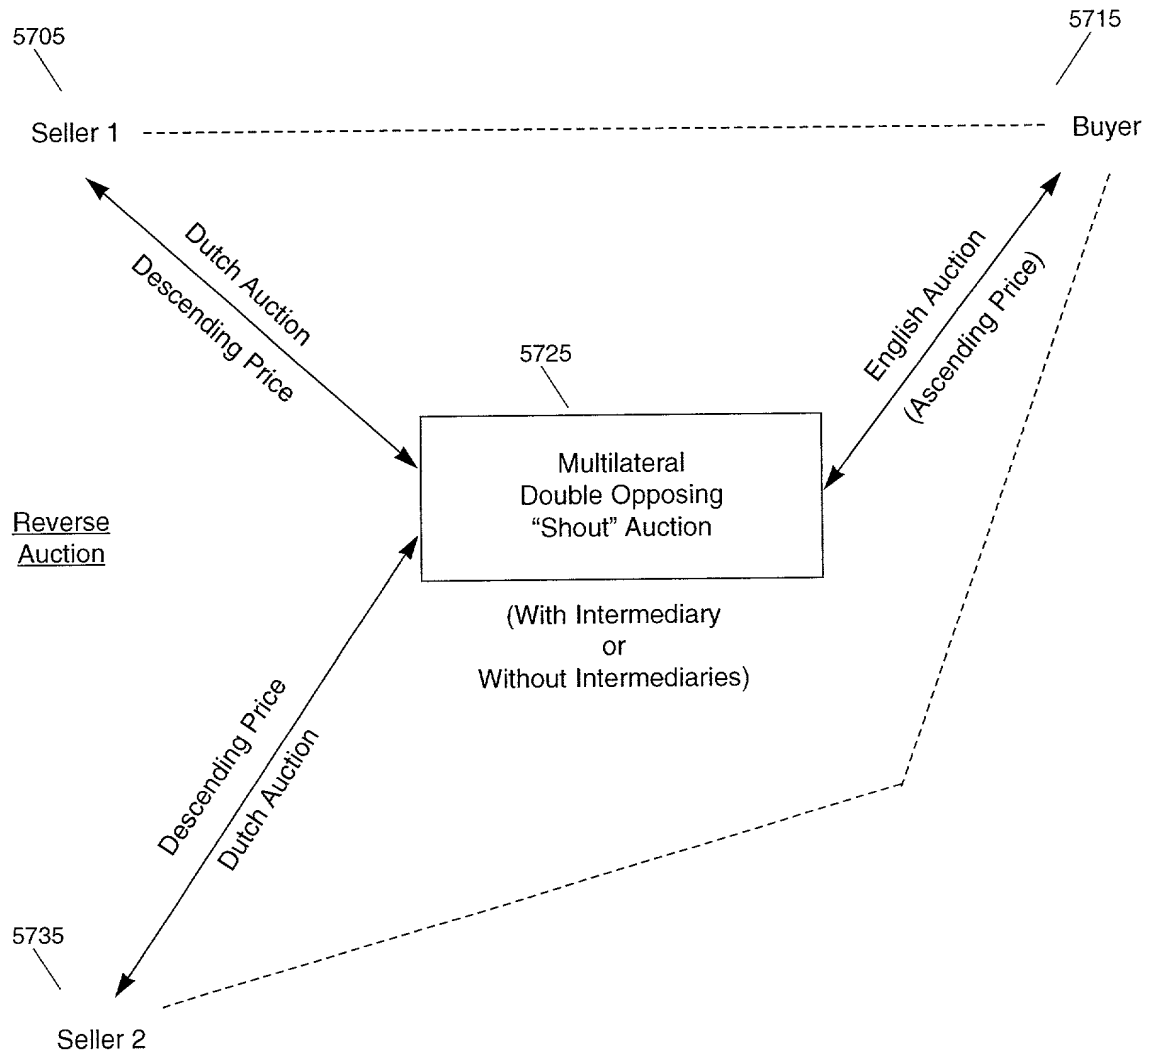 5705
5715
Seller 1
Buyer
Dutch Auction
Descending Price
English Auction
(Ascending Price)
5725
Multilateral
Double Opposing
“Shout” Auction
Reverse
Auction
(With Intermediary
or
Without Intermediaries)
Descending Price
Dutch Auction
5735
Seller 2